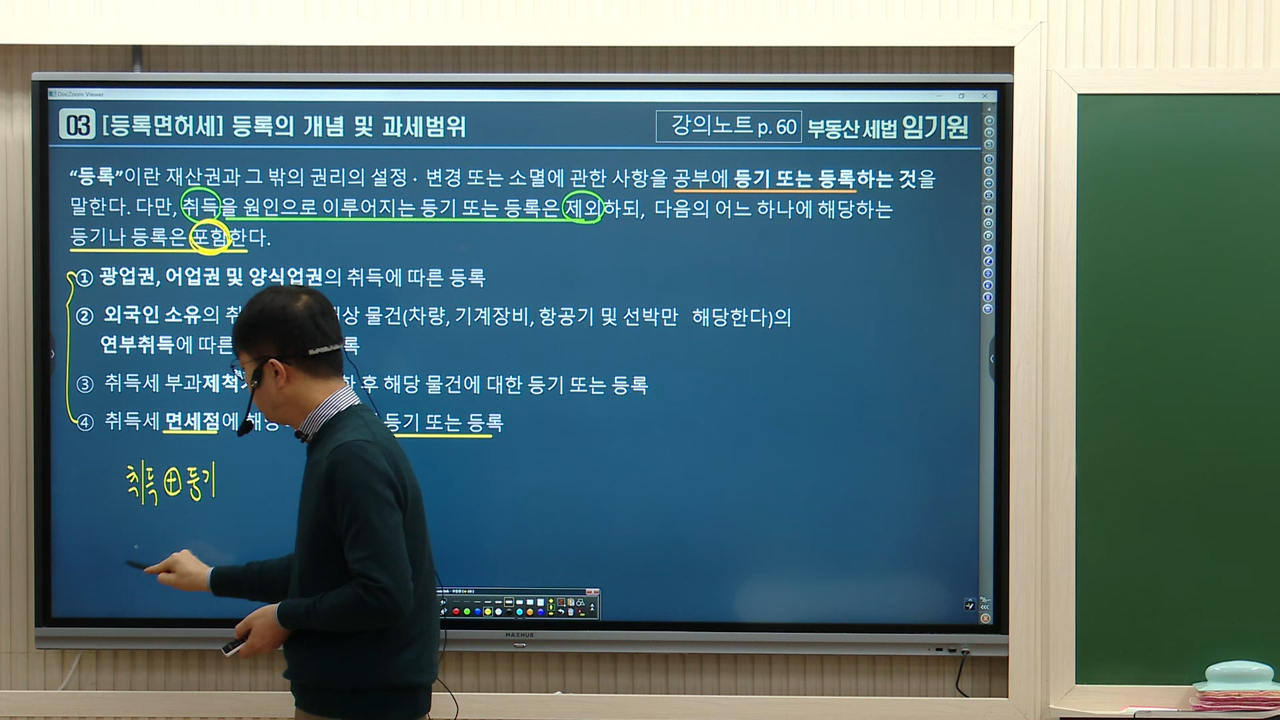 DocZoom Viewer
03 [등록면허세] 등록의 개념 및 과세범위
강의노트 p. 60 부동산 세법 임기원
“등록”이란 재산권과 그 밖의 권리의 설정 · 변경 또는 소멸에 관한 사항을 공부에 등기 또는 등록하는 것을
말한다. 다만, 취득을 원인으로 이루어지는 등기 또는 등록은 제외하되, 다음의 어느 하나에 해당하는
등기나 등록은 포함한다.
① 광업권, 어업권 및 양식업권의 취득에 따른 등록
② 외국인 소유의 취 상 물건(차량, 기계장비, 항공기 및 선박만 해당한다)의
연부취득에 따른 록
③ 취득세 부과제척 후 해당 물건에 대한 등기 또는 등록
④ 취득세 면세점에 해 등기 또는 등록
취득 ⊕ 등기
MAXHUB